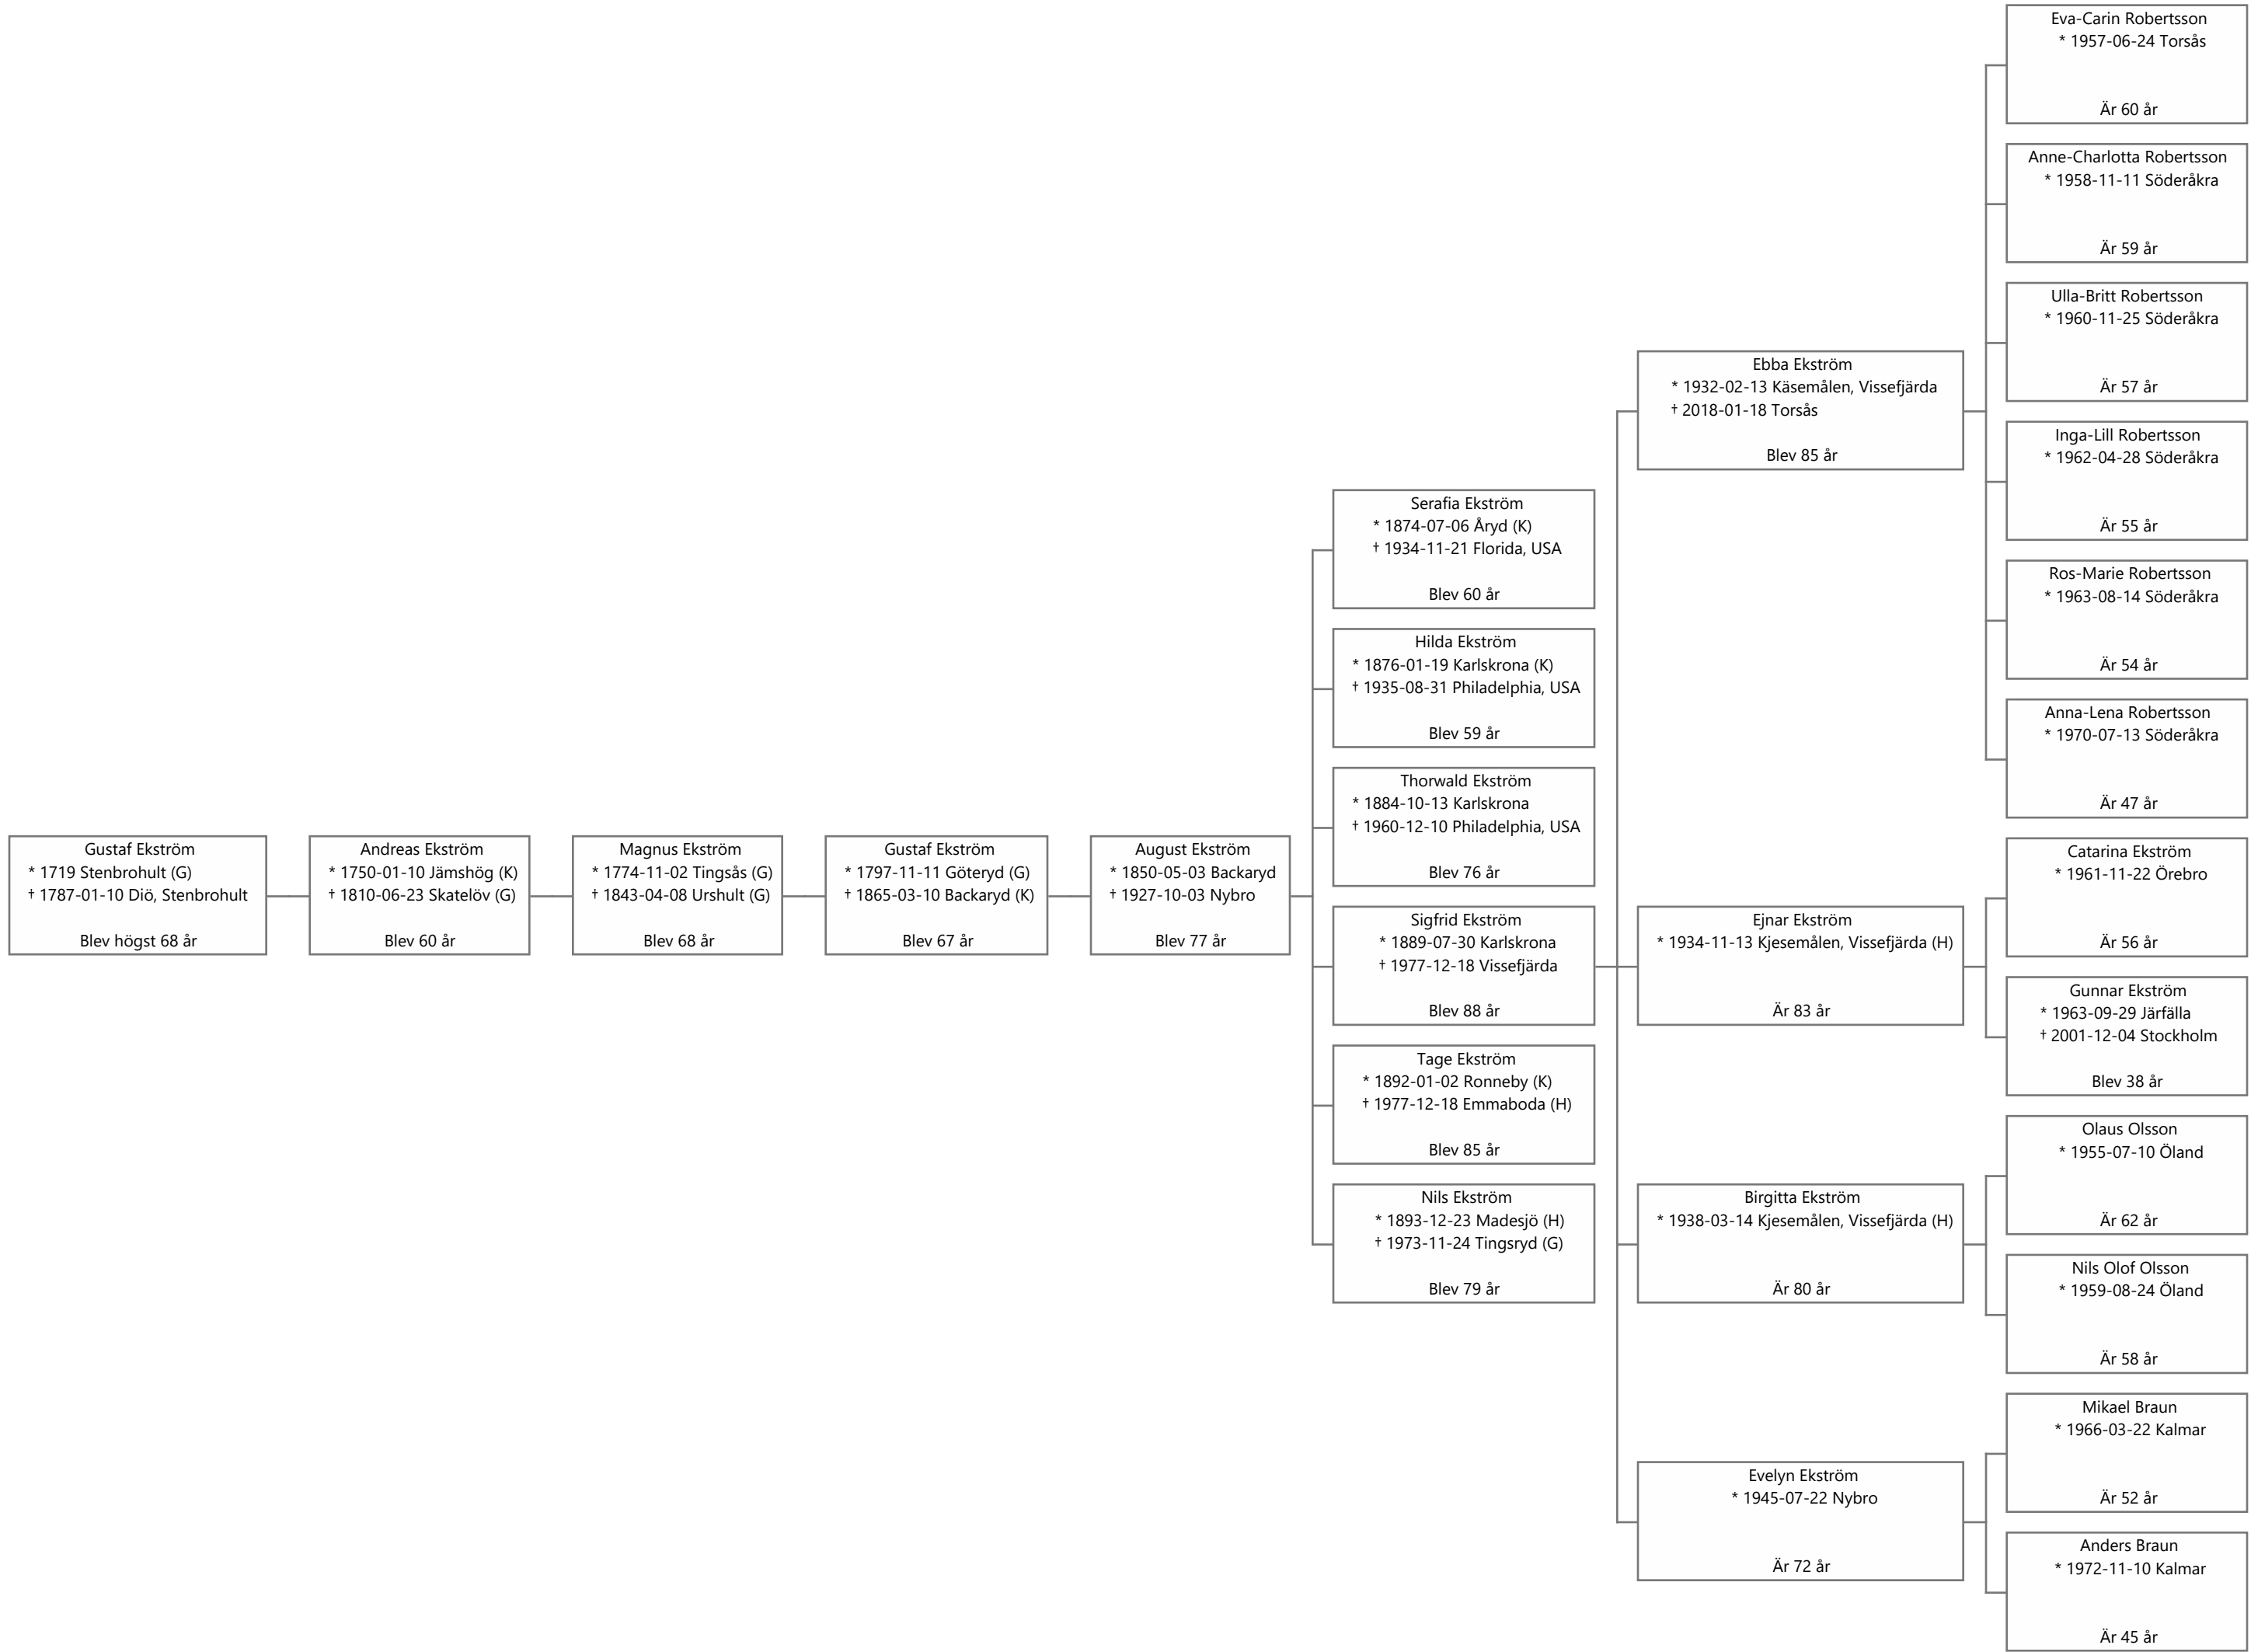 Gustaf Ekström
* 1719 Stenbrohult (G)
† 1787-01-10 Diö, Stenbrohult
Blev högst 68 år
Andreas Ekström
* 1750-01-10 Jämshög (K)
† 1810-06-23 Skatelöv (G)
Blev 60 år
Magnus Ekström
* 1774-11-02 Tingsås (G)
† 1843-04-08 Urshult (G)
Blev 68 år
Gustaf Ekström
* 1797-11-11 Göteryd (G)
† 1865-03-10 Backaryd (K)
Blev 67 år
August Ekström
* 1850-05-03 Backaryd
† 1927-10-03 Nybro
Blev 77 år
Serafia Ekström
* 1874-07-06 Åryd (K)
† 1934-11-21 Florida, USA
Blev 60 år
Hilda Ekström
* 1876-01-19 Karlskrona (K)
† 1935-08-31 Philadelphia, USA
Blev 59 år
Thorwald Ekström
* 1884-10-13 Karlskrona
† 1960-12-10 Philadelphia, USA
Blev 76 år
Sigfrid Ekström
* 1889-07-30 Karlskrona
† 1977-12-18 Vissefjärda
Blev 88 år
Tage Ekström
* 1892-01-02 Ronneby (K)
† 1977-12-18 Emmaboda (H)
Blev 85 år
Nils Ekström
* 1893-12-23 Madesjö (H)
† 1973-11-24 Tingsryd (G)
Blev 79 år
Ebba Ekström
* 1932-02-13 Käsemålen, Vissefjärda
† 2018-01-18 Torsås
Blev 85 år
Ejnar Ekström
* 1934-11-13 Kjesemålen, Vissefjärda (H)
Är 83 år
Birgitta Ekström
* 1938-03-14 Kjesemålen, Vissefjärda (H)
Är 80 år
Evelyn Ekström
* 1945-07-22 Nybro
Är 72 år
Eva-Carin Robertsson
* 1957-06-24 Torsås
Är 60 år
Anne-Charlotta Robertsson
* 1958-11-11 Söderåkra
Är 59 år
Ulla-Britt Robertsson
* 1960-11-25 Söderåkra
Är 57 år
Inga-Lill Robertsson
* 1962-04-28 Söderåkra
Är 55 år
Ros-Marie Robertsson
* 1963-08-14 Söderåkra
Är 54 år
Anna-Lena Robertsson
* 1970-07-13 Söderåkra
Är 47 år
Catarina Ekström
* 1961-11-22 Örebro
Är 56 år
Gunnar Ekström
* 1963-09-29 Järfälla
† 2001-12-04 Stockholm
Blev 38 år
Olaus Olsson
* 1955-07-10 Öland
Är 62 år
Nils Olof Olsson
* 1959-08-24 Öland
Är 58 år
Mikael Braun
* 1966-03-22 Kalmar
Är 52 år
Anders Braun
* 1972-11-10 Kalmar
Är 45 år